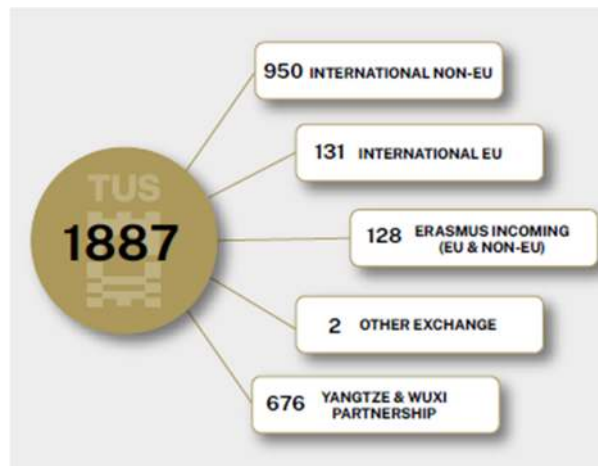 950 INTERNATIONAL NON-EU
131 INTERNATIONAL EU
TUS
1887
128 ERASMUS INCOMING
(EU & NON-EU)
2 OTHER EXCHANGE
676 YANGTZE & WUXI
PARTNERSHIP